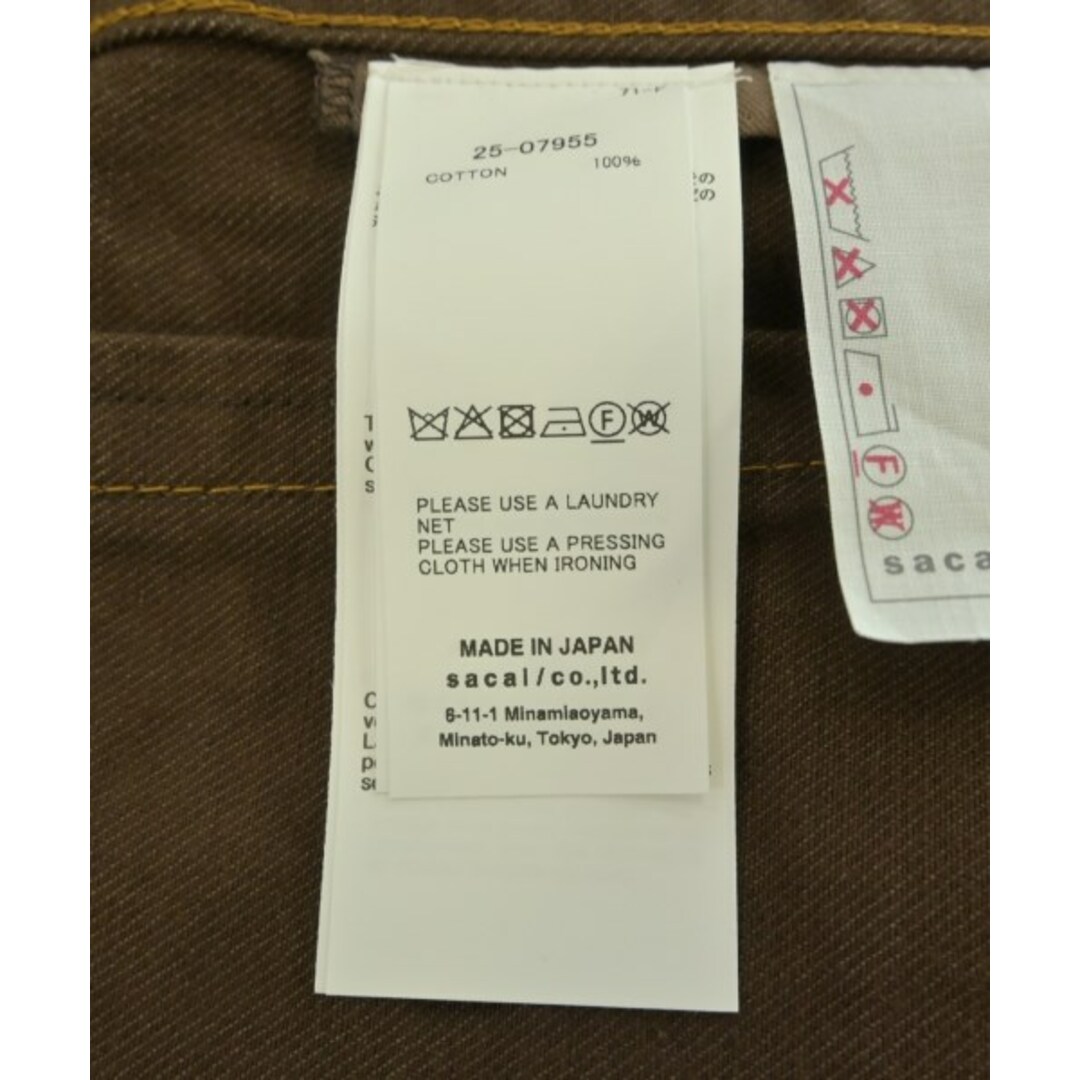 25-07955
COTTON 100%
PLEASE USE A LAUNDRY
NET
PLEASE USE A PRESSING
CLOTH WHEN IRONING
MADE IN JAPAN
sacai/co.,ltd.
6-11-1 Minamiaoyama,
Minato-ku, Tokyo, Japan
F
W
F
W